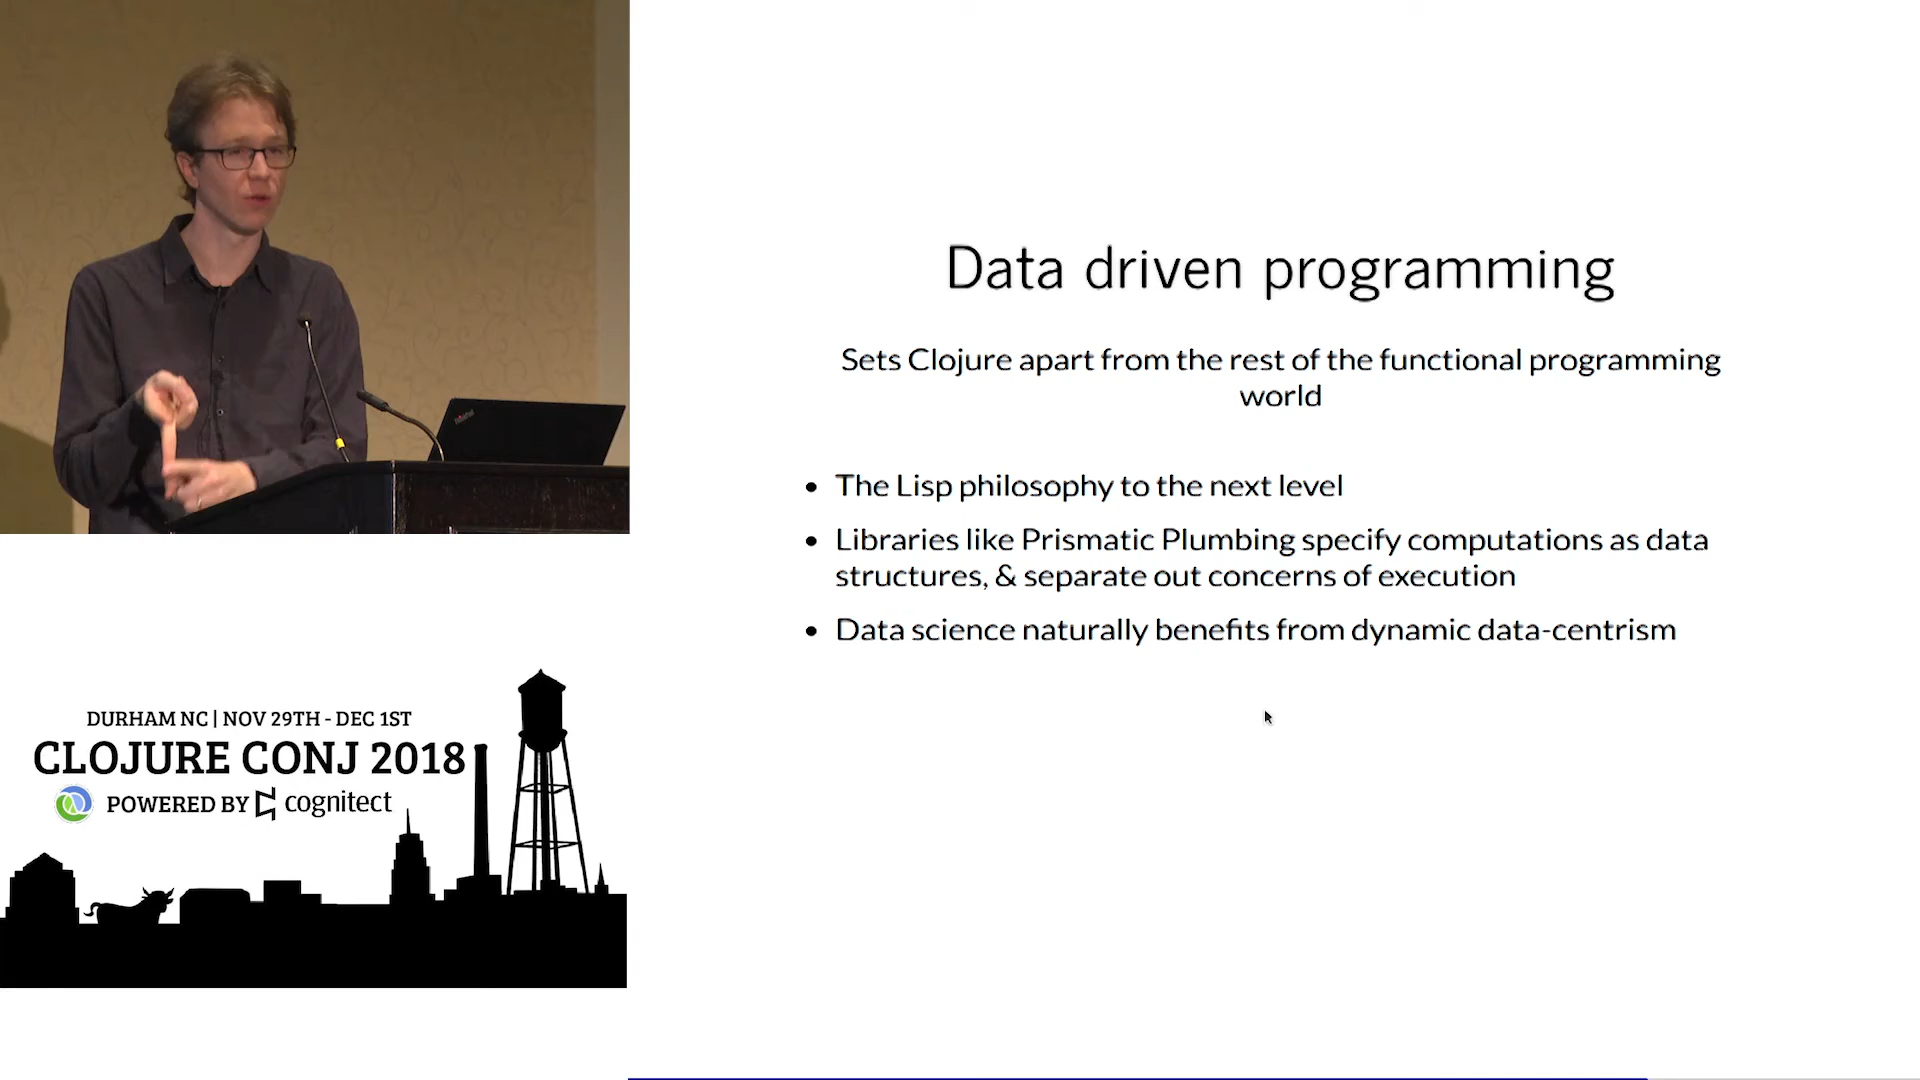 Data driven programming
Sets Clojure apart from the rest of the functional programming
world
• The Lisp philosophy to the next level
• Libraries like Prismatic Plumbing specify computations as data
structures, & separate out concerns of execution
• Data science naturally benefits from dynamic data-centrism
DURHAM NC | NOV 29TH - DEC 1ST
CLOJURE CONJ 2018
POWERED BY cognitect